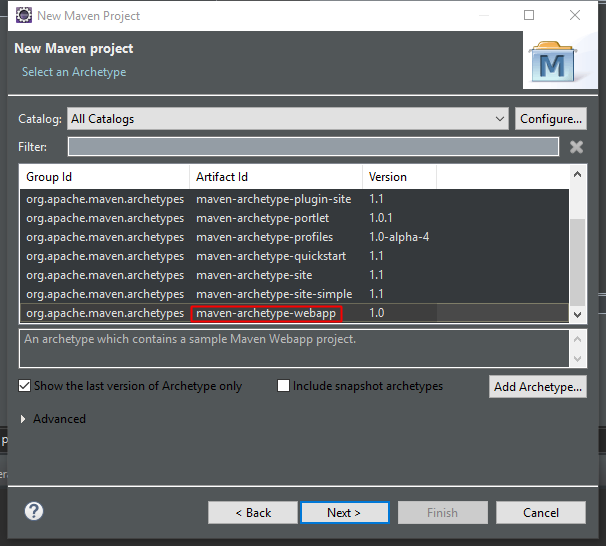 New Maven Project
New Maven project
Select an Archetype
M
Catalog: All Catalogs Configure...
Filter:
Group Id Artifact Id Version
org.apache.maven.archetypes maven-archetype-plugin-site 1.1
org.apache.maven.archetypes maven-archetype-portlet 1.0.1
org.apache.maven.archetypes maven-archetype-profiles 1.0-alpha-4
org.apache.maven.archetypes maven-archetype-quickstart 1.1
org.apache.maven.archetypes maven-archetype-site 1.1
org.apache.maven.archetypes maven-archetype-site-simple 1.1
org.apache.maven.archetypes maven-archetype-webapp 1.0
An archetype which contains a sample Maven Webapp project.
Show the last version of Archetype only Include snapshot archetypes Add Archetype...
Advanced
? < Back Next > Finish Cancel